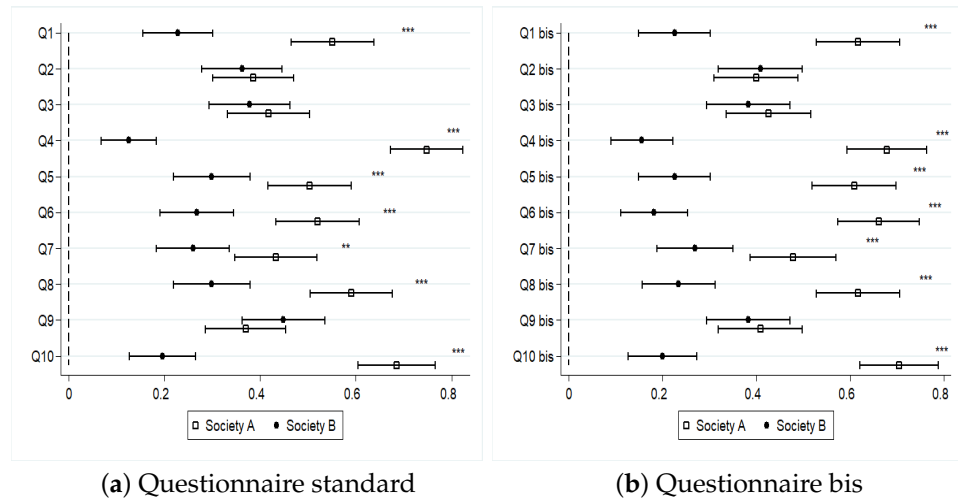 Q1
***
Q2
Q3
Q4
***
Q5
***
Q6
***
Q7
**
Q8
***
Q9
Q10
***
0 0.2 0.4 0.6 0.8
Society A Society B
(a) Questionnaire standard
Q1 bis
***
Q2 bis
Q3 bis
Q4 bis
***
Q5 bis
***
Q6 bis
***
Q7 bis
***
Q8 bis
***
Q9 bis
Q10 bis
***
0 0.2 0.4 0.6 0.8
Society A Society B
(b) Questionnaire bis